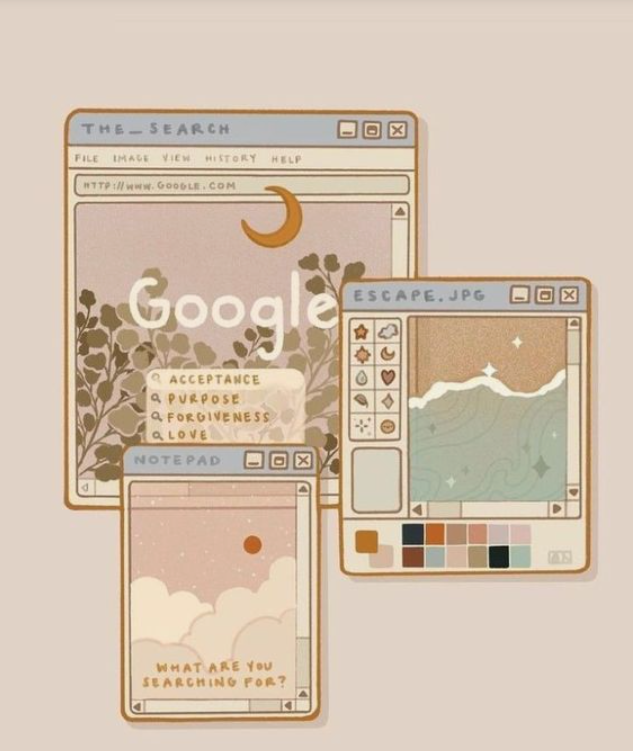 THE_SEARCH
FILE IMAGE VIEW HISTORY HELP
HTTP://WWW.GOOGLE.COM
Google
ACCEPTANCE
PURPOSE
FORGIVENESS
LOVE
ESCAPE.JPG
NOTEPAD
WHAT ARE YOU
SEARCHING FOR?